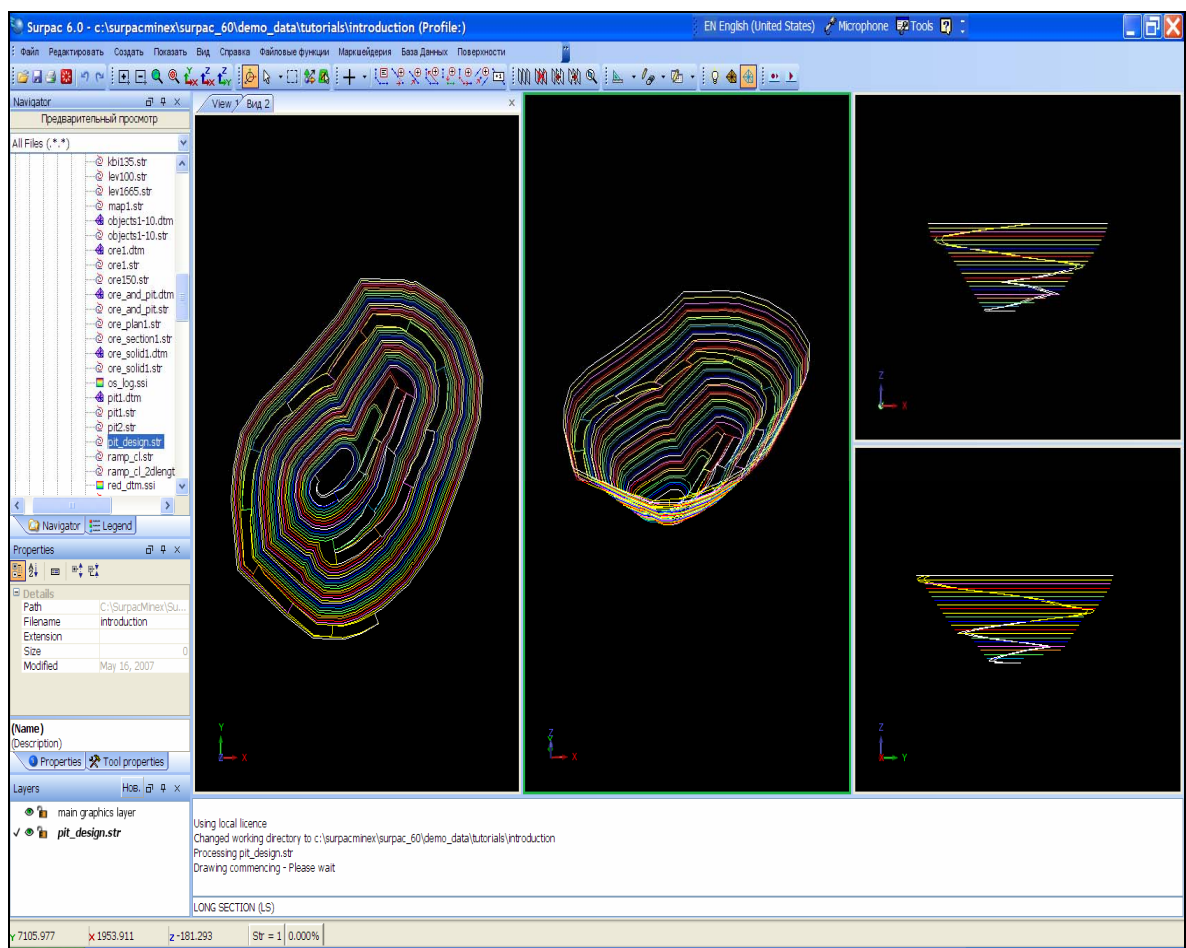 Surpac 6.0 - c:\surpacminex\surpac_60\demo_data\tutorials\introduction (Profile:)
EN English (United States) Microphone Tools
Файл Редактировать Создать Показать Вид Справка Файловые функции Маркшейдерия База Данных Поверхности
Navigator
Предварительный просмотр
All Files (.*.*)
kbi135.str
lev100.str
lev1665.str
map1.str
objects1-10.dtm
objects1-10.str
ore1.dtm
ore1.str
ore150.str
ore_and_pit.dtm
ore_and_pit.str
ore_plan1.str
ore_section1.str
ore_solid1.dtm
ore_solid1.str
os_log.ssi
pit1.dtm
pit1.str
pit2.str
pit_design.str
ramp_cl.str
ramp_cl_2dlengt
red_dtm.ssi
Navigator Legend
View 1 Вид 2
Y
X
Z
Z
Y
X
Z
X
Z
Y
Properties
Details
Path C:\SurpacMinex\Su...
Filename introduction
Extension
Size 0
Modified May 16, 2007
(Name)
(Description)
Properties Tool properties
Layers Нов.
main graphics layer
pit_design.str
Using local licence
Changed working directory to c:\surpacminex\surpac_60\demo_data\tutorials\introduction
Processing pit_design.str
Drawing commencing - Please wait
LONG SECTION (LS)
Y 7105.977 X 1953.911 Z -181.293 Str = 1 0.000%